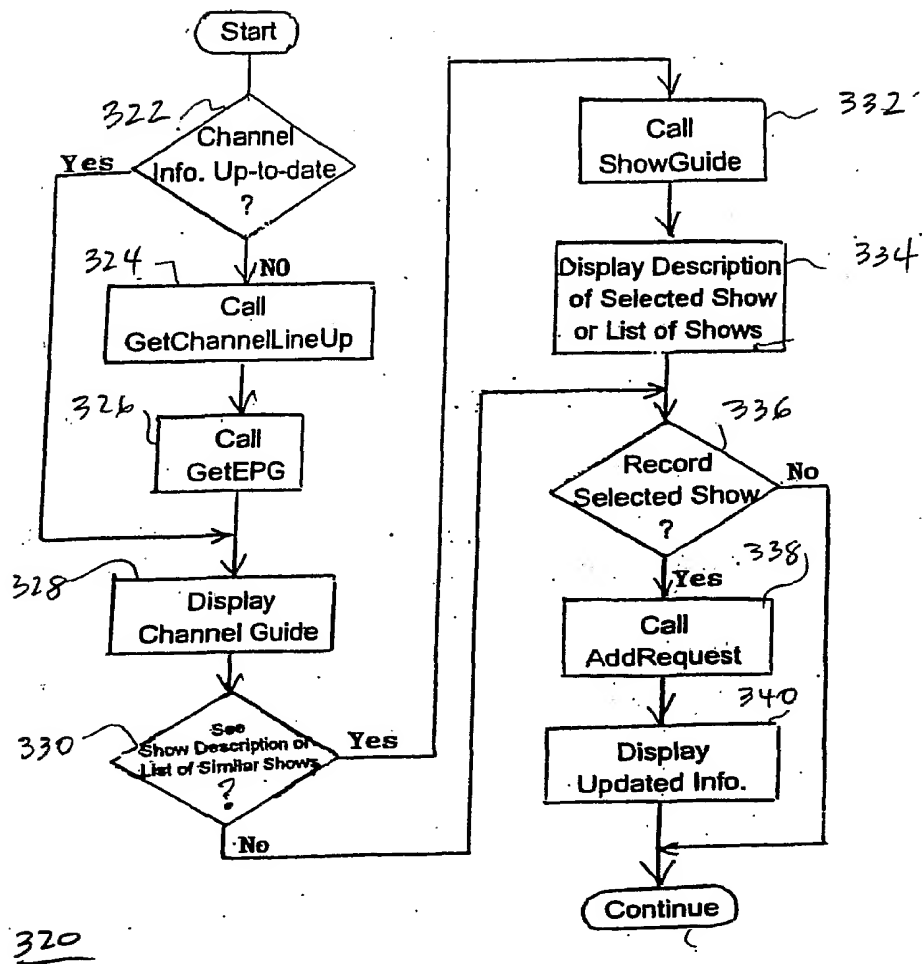 Start
322
Channel
Info. Up-to-date
?
Yes
NO
324
Call
GetChannelLineUp
326
Call
GetEPG
328
Display
Channel Guide
330
See
Show Description or
List of Similar Shows
?
Yes
No
332
Call
ShowGuide
334
Display Description
of Selected Show
or List of Shows
336
Record
Selected Show
?
No
Yes
338
Call
AddRequest
340
Display
Updated Info.
Continue
320